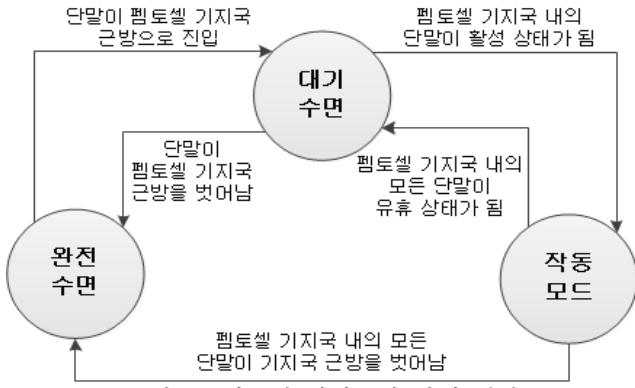 단말이 펨토셀 기지국
근방으로 진입
펨토셀 기지국 내의
단말이 활성 상태가 됨
대기
수면
단말이
펨토셀 기지국
근방을 벗어남
펨토셀 기지국 내의
모든 단말이
유휴 상태가 됨
완전
수면
작동
모드
펨토셀 기지국 내의 모든
단말이 기지국 근방을 벗어남